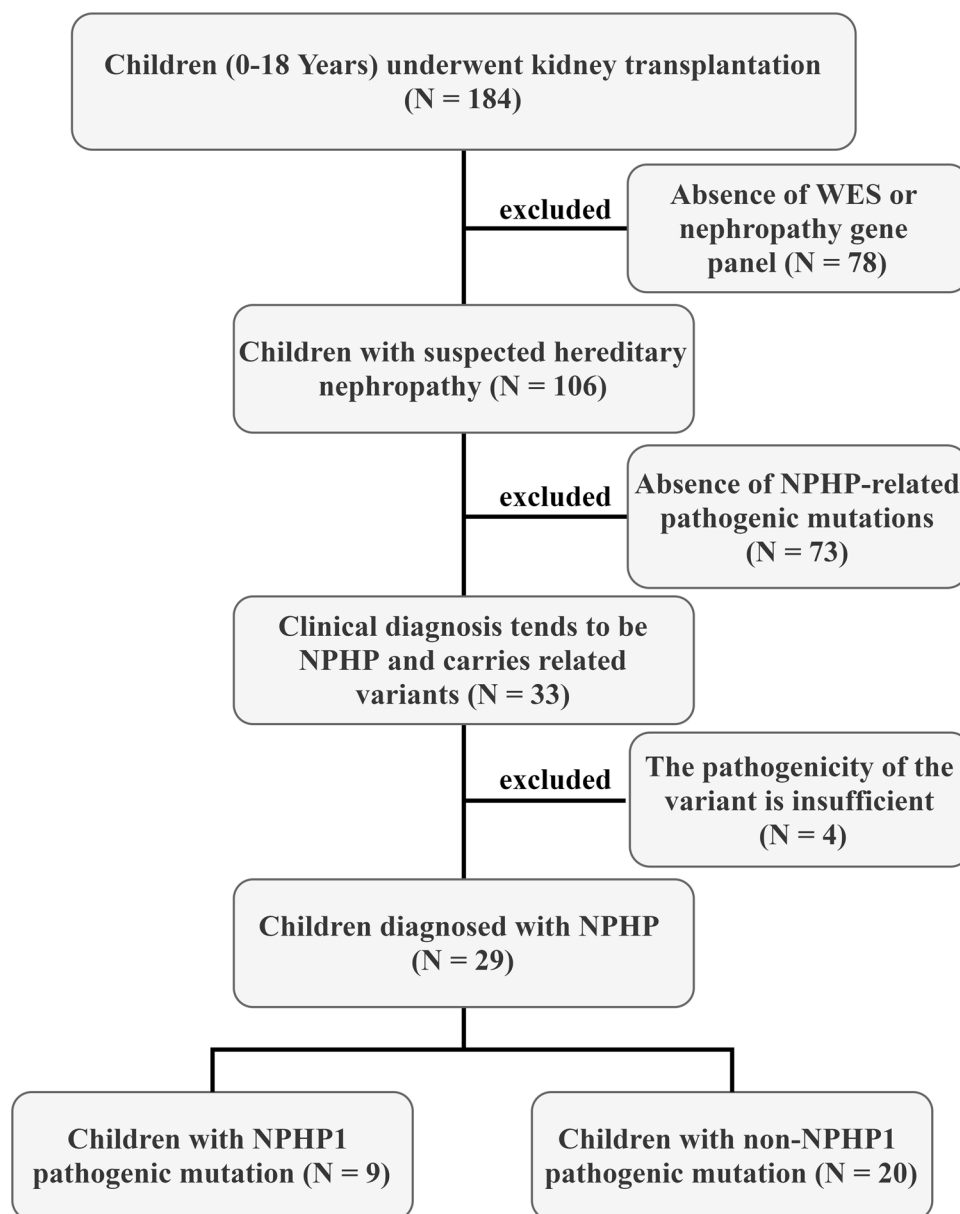 Children (0-18 Years) underwent kidney transplantation
(N = 184)
excluded
Absence of WES or
nephropathy gene
panel (N = 78)
Children with suspected hereditary
nephropathy (N = 106)
excluded
Absence of NPHP-related
pathogenic mutations
(N = 73)
Clinical diagnosis tends to be
NPHP and carries related
variants (N = 33)
excluded
The pathogenicity of the
variant is insufficient
(N = 4)
Children diagnosed with NPHP
(N = 29)
Children with NPHP1
pathogenic mutation (N = 9)
Children with non-NPHP1
pathogenic mutation (N = 20)